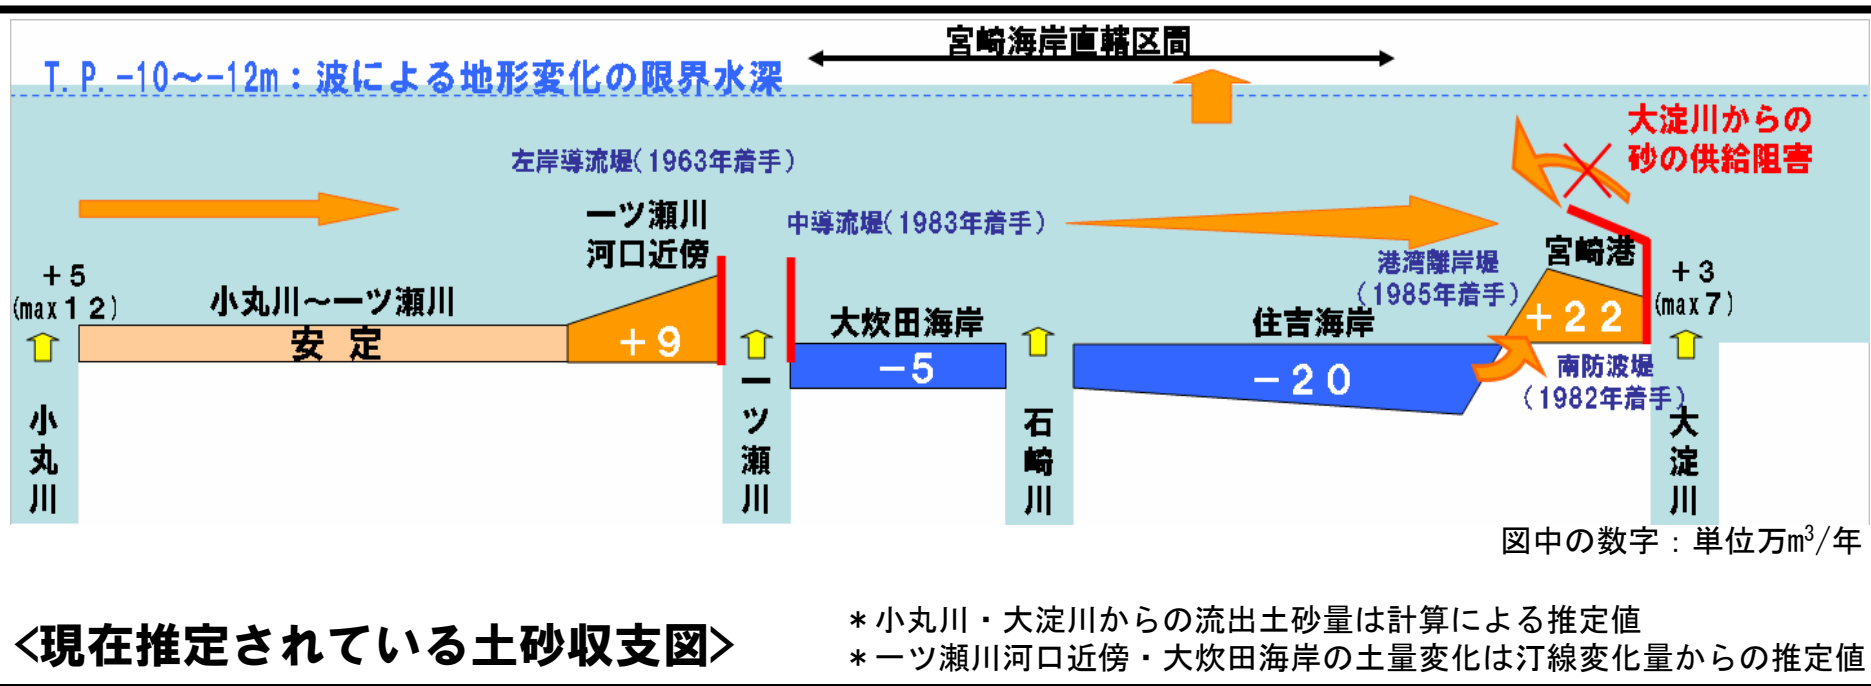 宮崎海岸直轄区間
T.P.-10～-12m：波による地形変化の限界水深
大淀川からの
砂の供給阻害
左岸導流堤(1963年着手)
一ツ瀬川
河口近傍
中導流堤(1983年着手)
宮崎港
港湾離岸堤
(1985年着手)
＋５
(max１２)
＋３
(max７)
小丸川～一ツ瀬川
安 定
＋９
大炊田海岸
－５
住吉海岸
－２０
＋２２
南防波堤
(1982年着手)
小丸川
一ツ瀬川
石崎川
大淀川
図中の数字：単位万m³/年
<現在推定されている土砂収支図>
＊小丸川・大淀川からの流出土砂量は計算による推定値
＊一ツ瀬川河口近傍・大炊田海岸の土量変化は汀線変化量からの推定値